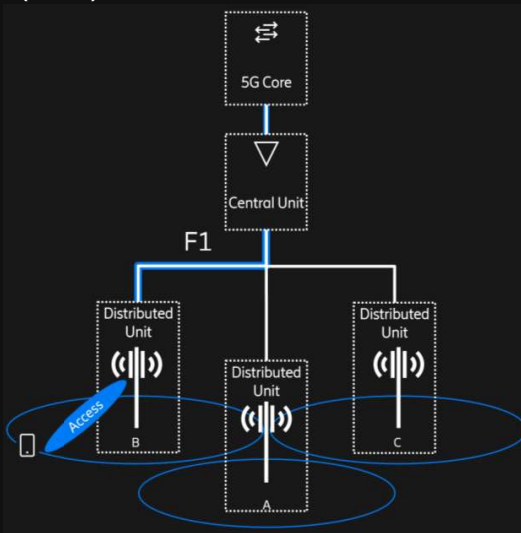 5G Core
Central Unit
F1
Distributed
Unit
Distributed
Unit
Distributed
Unit
Access
B
C
A